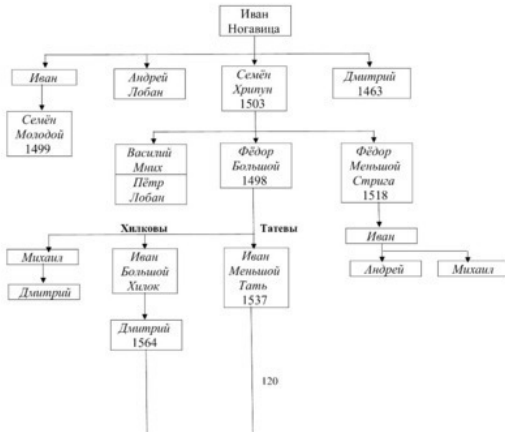 Иван
Ногавица
Иван
Андрей
Лобан
Семён
Хрипун
1503
Дмитрий
1463
Семён
Молодой
1499
Василий
Мних
Пётр
Лобан
Фёдор
Большой
1498
Фёдор
Меньшой
Стрига
1518
Хилковы
Татевы
Иван
Михаил
Иван
Большой
Хилок
Иван
Меньшой
Тать
1537
Андрей
Михаил
Дмитрий
Дмитрий
1564
120